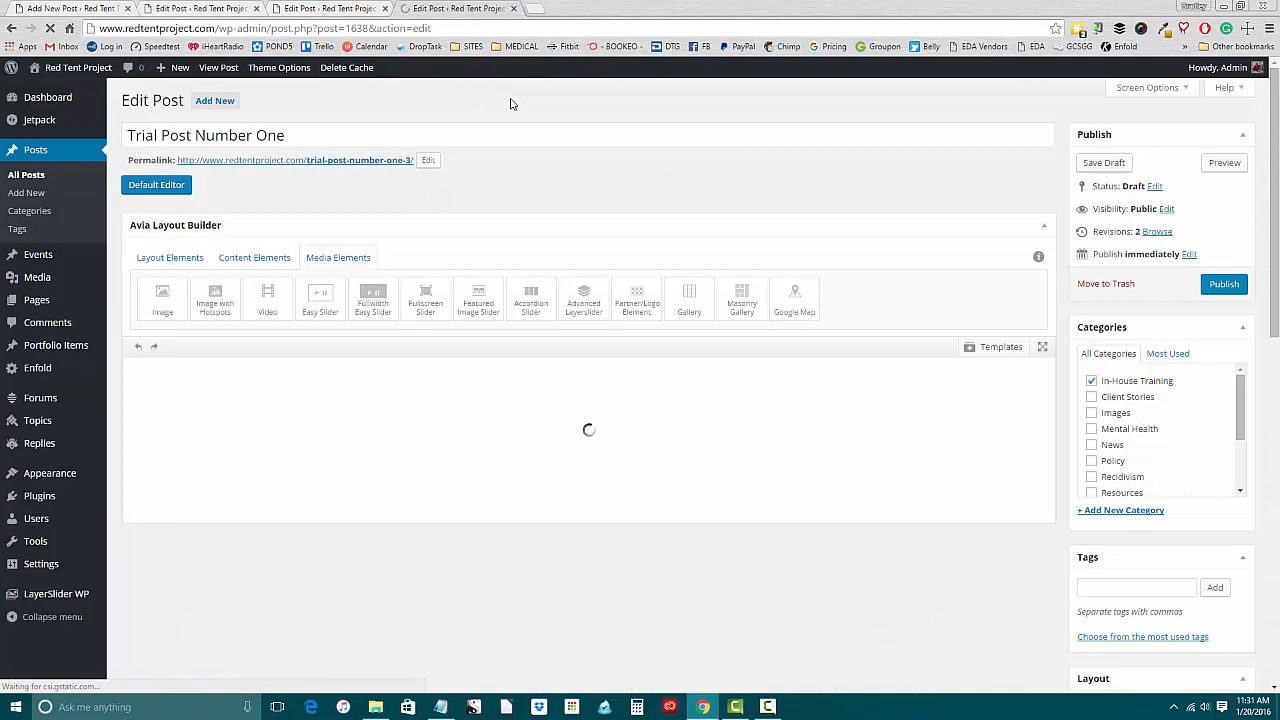 Add New Post ‹ Red Tent P Edit Post ‹ Red Tent Projec Edit Post ‹ Red Tent Projec Edit ‹ Red Tent Project
www.redtentproject.com/wp-admin/post.php?post=1638&action=edit
Apps Inbox Log in Speedtest iHeartRadio POND5 Trello Calendar DropTask SITES MEDICAL Fitbit - BOOKED DTG FB PayPal Chimp Pricing Groupon Belly EDA Vendors EDA GCSGG Enfold » Other bookmarks
Red Tent Project 0 + New View Post Theme Options Delete Cache Howdy, Admin
Dashboard
Jetpack
Posts
All Posts
Add New
Categories
Tags
Events
Media
Pages
Comments
Portfolio Items
Enfold
Forums
Topics
Replies
Appearance
Plugins
Users
Tools
Settings
LayerSlider WP
Collapse menu
Screen Options Help
Edit Post Add New
Trial Post Number One
Permalink: http://www.redtentproject.com/trial-post-number-one-3/ Edit
Default Editor
Avia Layout Builder
Layout Elements Content Elements Media Elements
Image
Image with Hotspots
Video
Easy Slider
Fullwidth Easy Slider
Fullscreen Slider
Featured Image Slider
Accordion Slider
Advanced Layerslider
Partner/Logo Element
Gallery
Masonry Gallery
Google Map
Templates
Publish
Save Draft Preview
Status: Draft Edit
Visibility: Public Edit
Revisions: 2 Browse
Publish immediately Edit
Move to Trash Publish
Categories
All Categories Most Used
In-House Training
Client Stories
Images
Mental Health
News
Policy
Recidivism
Resources
+ Add New Category
Tags
Add
Separate tags with commas
Choose from the most used tags
Layout
Waiting for csi.gstatic.com...
Ask me anything
11:31 AM
1/20/2016